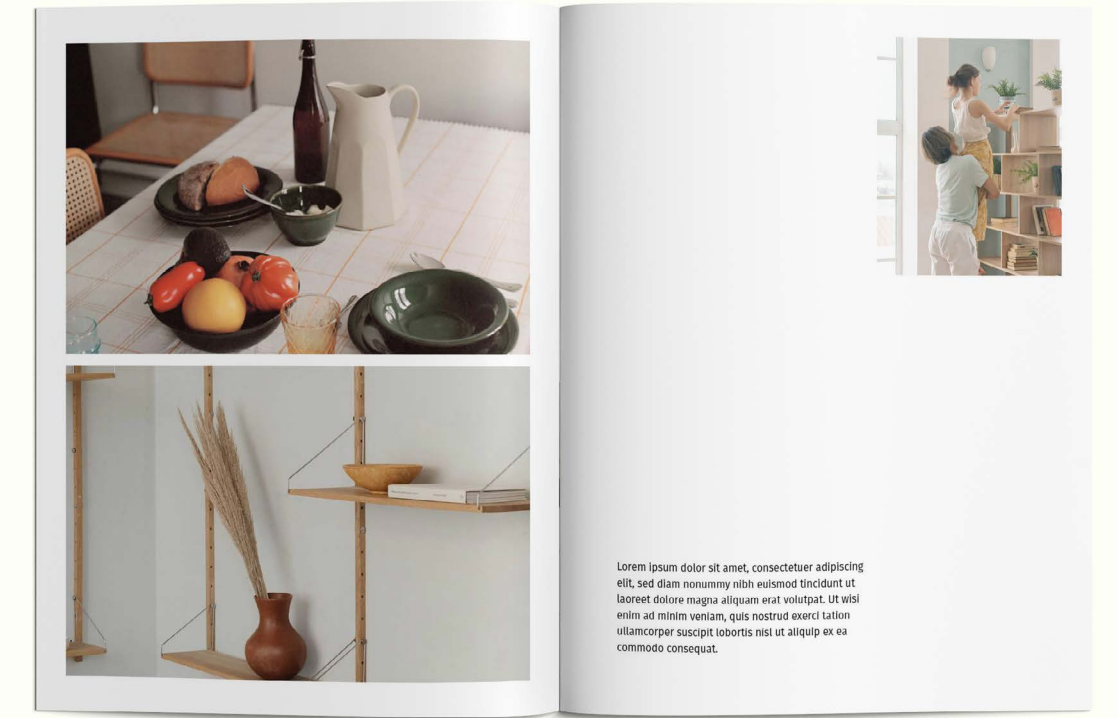 Lorem ipsum dolor sit amet, consectetuer adipiscing
elit, sed diam nonummy nibh euismod tincidunt ut
laoreet dolore magna aliquam erat volutpat. Ut wisi
enim ad minim veniam, quis nostrud exerci tation
ullamcorper suscipit lobortis nisl ut aliquip ex ea
commodo consequat.